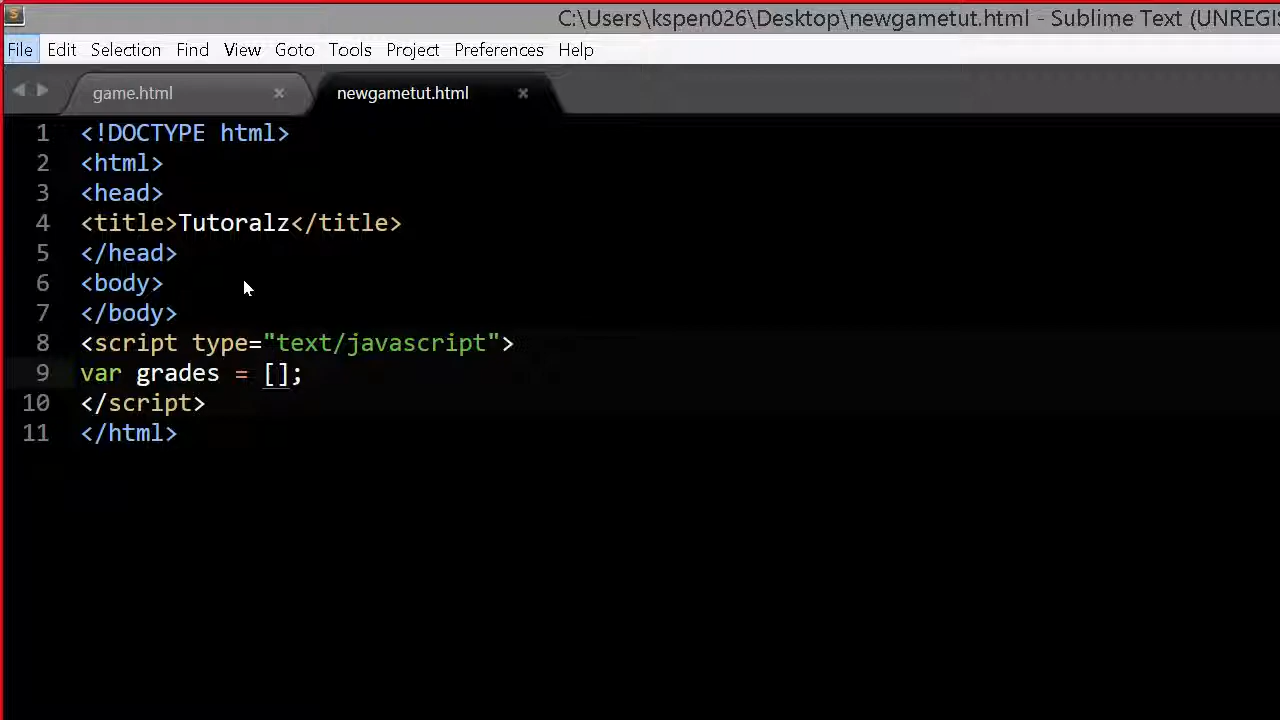 C:\Users\kspen026\Desktop\newgametut.html - Sublime Text (UNREGIS
File Edit Selection Find View Goto Tools Project Preferences Help
game.html × newgametut.html ×
1 <!DOCTYPE html>
2 <html>
3 <head>
4 <title>Tutoralz</title>
5 </head>
6 <body>
7 </body>
8 <script type="text/javascript">
9 var grades = [];
10 </script>
11 </html>